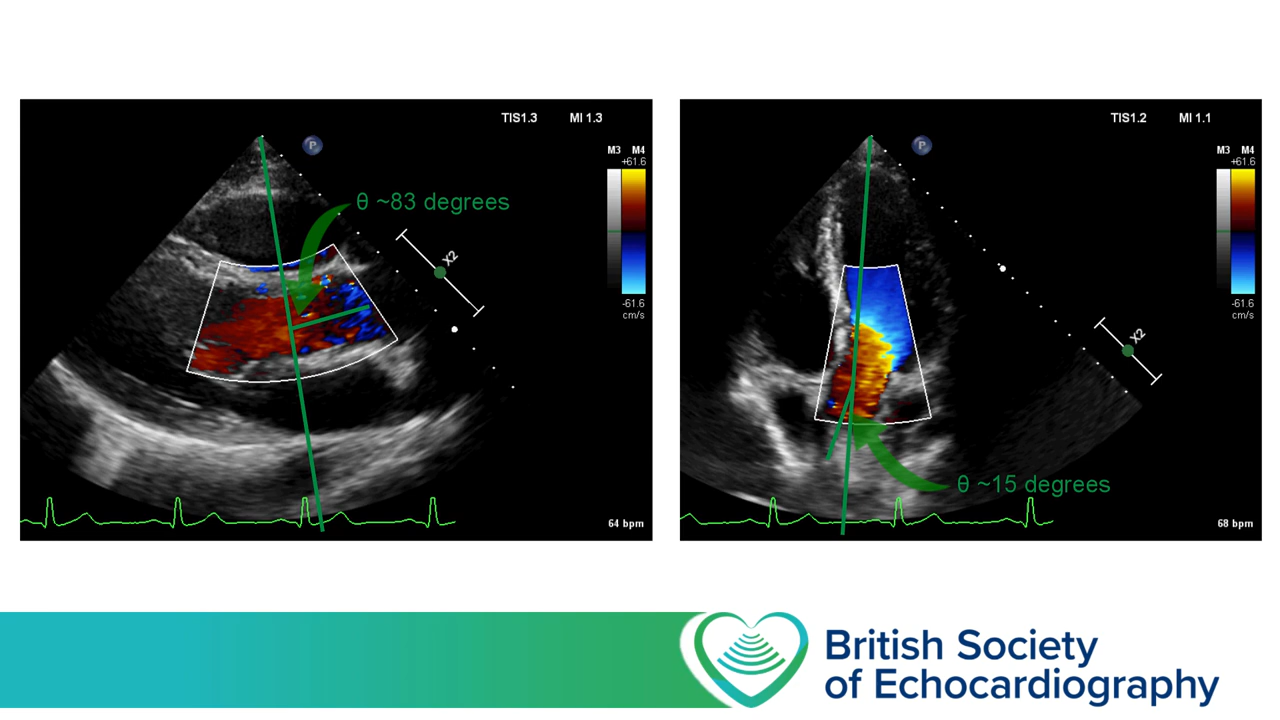 TIS1.3 MI 1.3
M3 M4
+61.6
P
θ ~83 degrees
X2
-61.6
cm/s
64 bpm
TIS1.2 MI 1.1
M3 M4
+61.6
P
X2
-61.6
cm/s
θ ~15 degrees
68 bpm
British Society
of Echocardiography